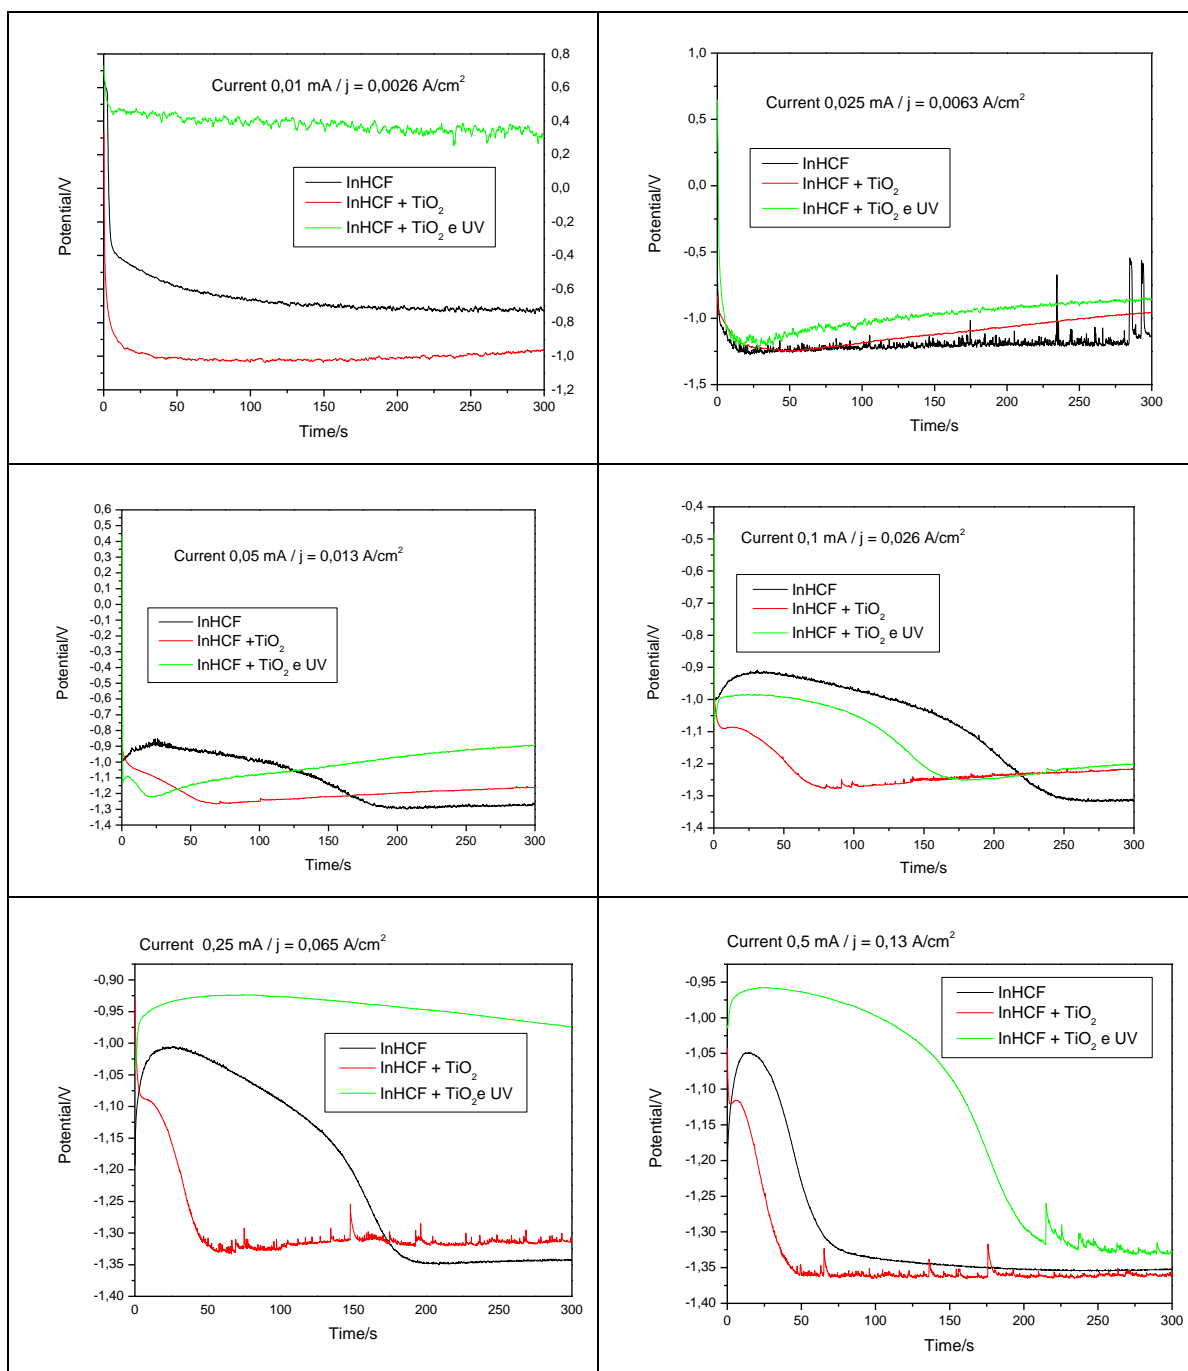 Current 0,01 mA / j = 0,0026 A/cm²
0,8
0,6
0,4
0,2
0,0
-0,2
-0,4
-0,6
-0,8
-1,0
-1,2
Potential/V
InHCF
InHCF + TiO₂
InHCF + TiO₂ e UV
0 50 100 150 200 250 300
Time/s
Current 0,025 mA / j = 0,0063 A/cm²
1,0
0,5
0,0
-0,5
-1,0
-1,5
Potential/V
InHCF
InHCF + TiO₂
InHCF + TiO₂ e UV
0 50 100 150 200 250 300
Time/s
Current 0,05 mA / j = 0,013 A/cm²
0,6
0,5
0,4
0,3
0,2
0,1
0,0
-0,1
-0,2
-0,3
-0,4
-0,5
-0,6
-0,7
-0,8
-0,9
-1,0
-1,1
-1,2
-1,3
-1,4
Potential/V
InHCF
InHCF +TiO₂
InHCF + TiO₂ e UV
0 50 100 150 200 250 300
Time/s
Current 0,1 mA / j = 0,026 A/cm²
-0,4
-0,5
-0,6
-0,7
-0,8
-0,9
-1,0
-1,1
-1,2
-1,3
-1,4
Potential/V
InHCF
InHCF + TiO₂
InHCF + TiO₂ e UV
0 50 100 150 200 250 300
Time/s
Current 0,25 mA / j = 0,065 A/cm²
-0,90
-0,95
-1,00
-1,05
-1,10
-1,15
-1,20
-1,25
-1,30
-1,35
-1,40
Potential/V
InHCF
InHCF + TiO₂
InHCF + TiO₂e UV
0 50 100 150 200 250 300
Time/s
Current 0,5 mA / j = 0,13 A/cm²
-0,95
-1,00
-1,05
-1,10
-1,15
-1,20
-1,25
-1,30
-1,35
-1,40
Potential/V
InHCF
InHCF + TiO₂
InHCF + TiO₂ e UV
0 50 100 150 200 250 300
Time/s